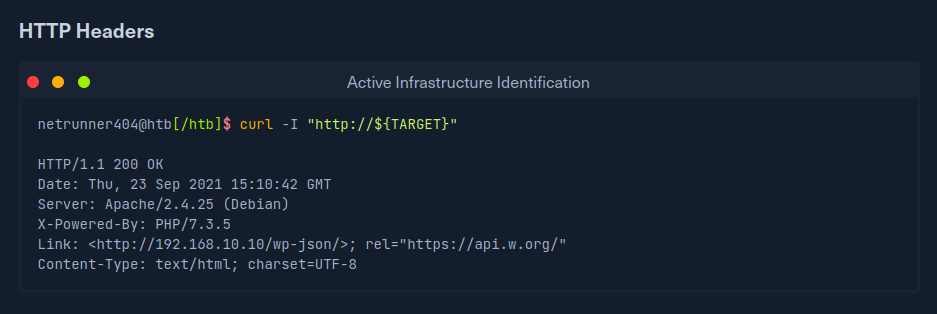 HTTP Headers
Active Infrastructure Identification
netrunner404@htb[/htb]$ curl -I "http://${TARGET}"
HTTP/1.1 200 OK
Date: Thu, 23 Sep 2021 15:10:42 GMT
Server: Apache/2.4.25 (Debian)
X-Powered-By: PHP/7.3.5
Link: <http://192.168.10.10/wp-json/>; rel="https://api.w.org/"
Content-Type: text/html; charset=UTF-8